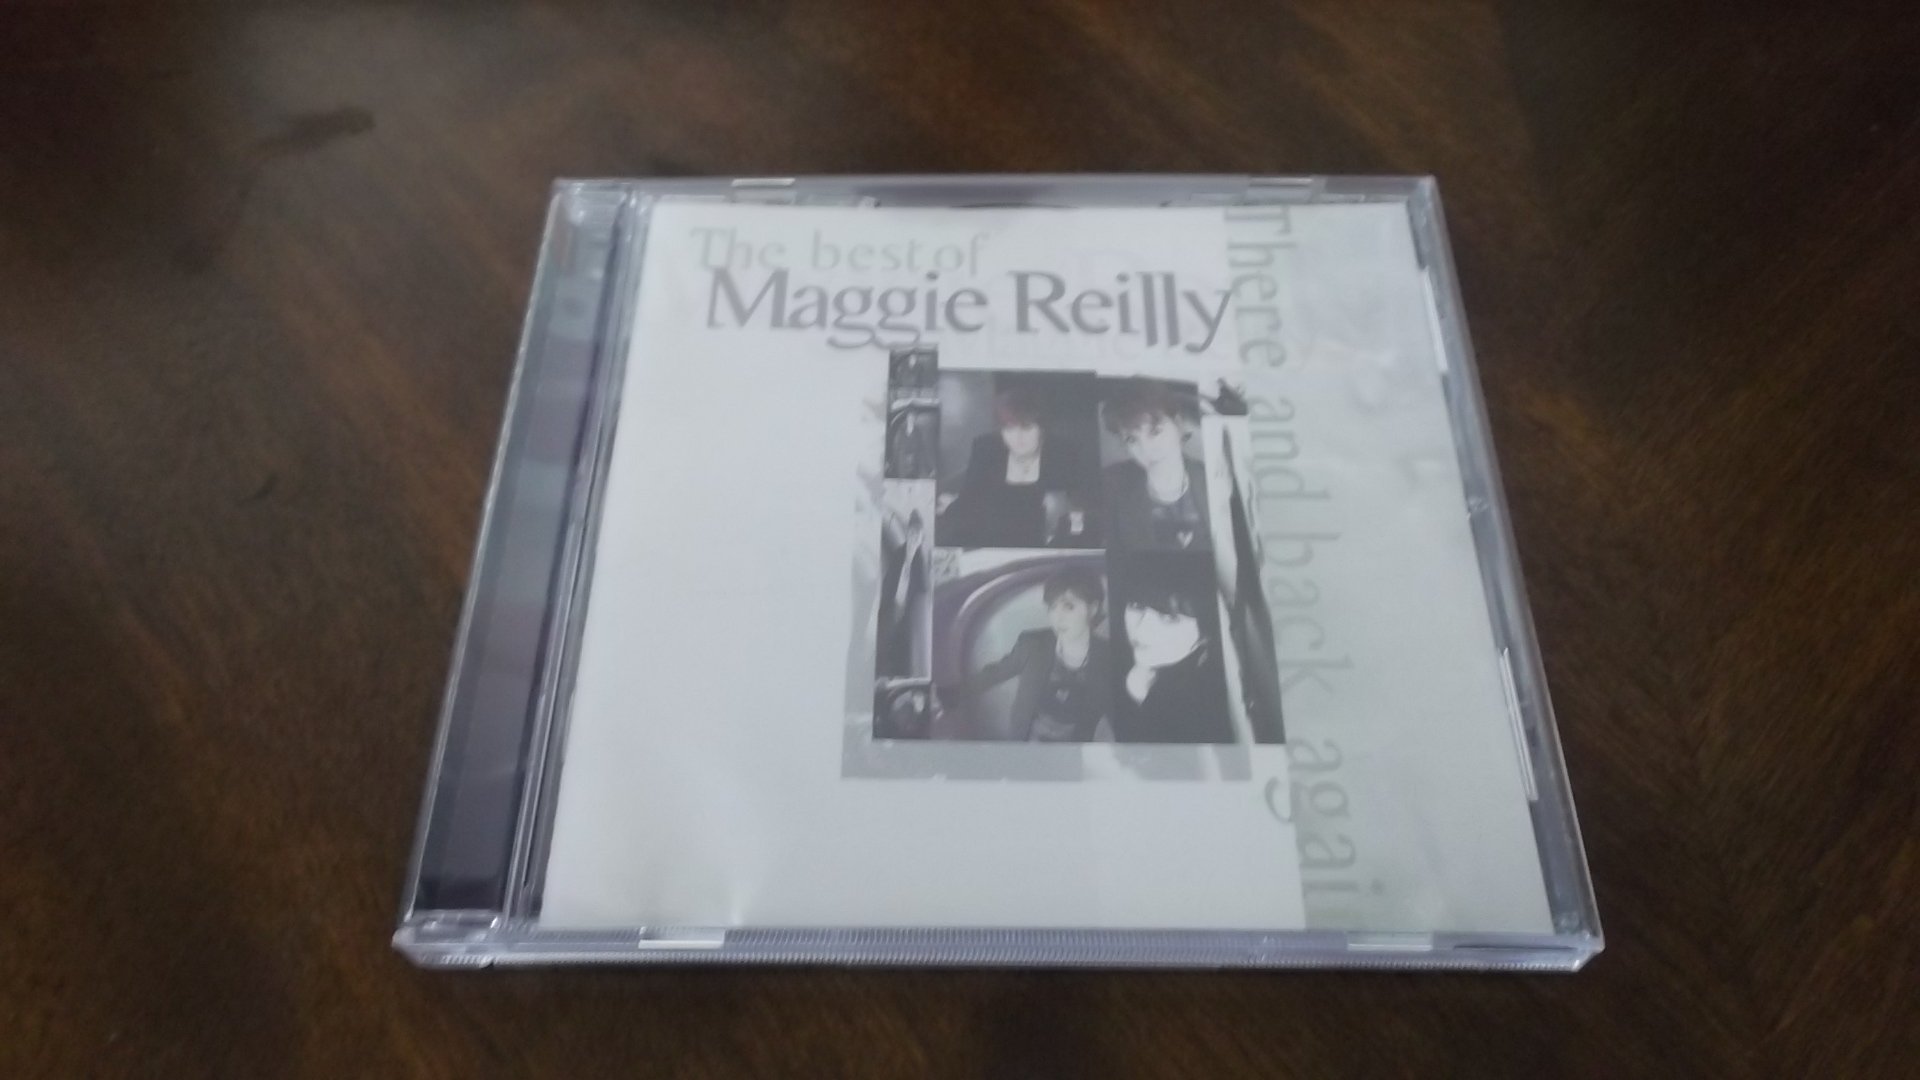 The best of
Maggie Reilly
There and back agai